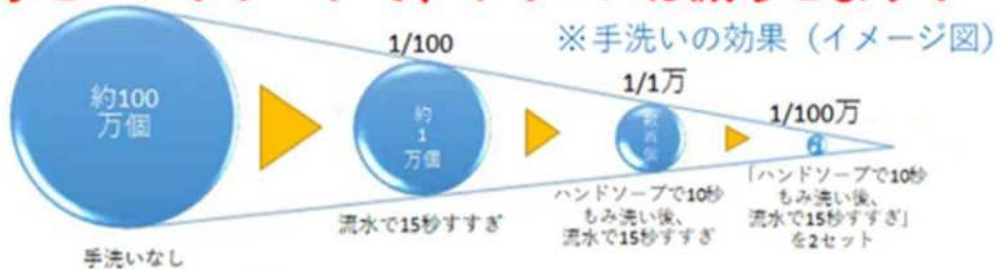 ※手洗いの効果（イメージ図）
約100
万個
手洗いなし
1/100
約
1
万個
流水で15秒すすぎ
1/1万
ハンドソープで10秒
もみ洗い後、
流水で15秒すすぎ
1/100万
「ハンドソープで10秒
もみ洗い後、
流水で15秒すすぎ」
を2セット